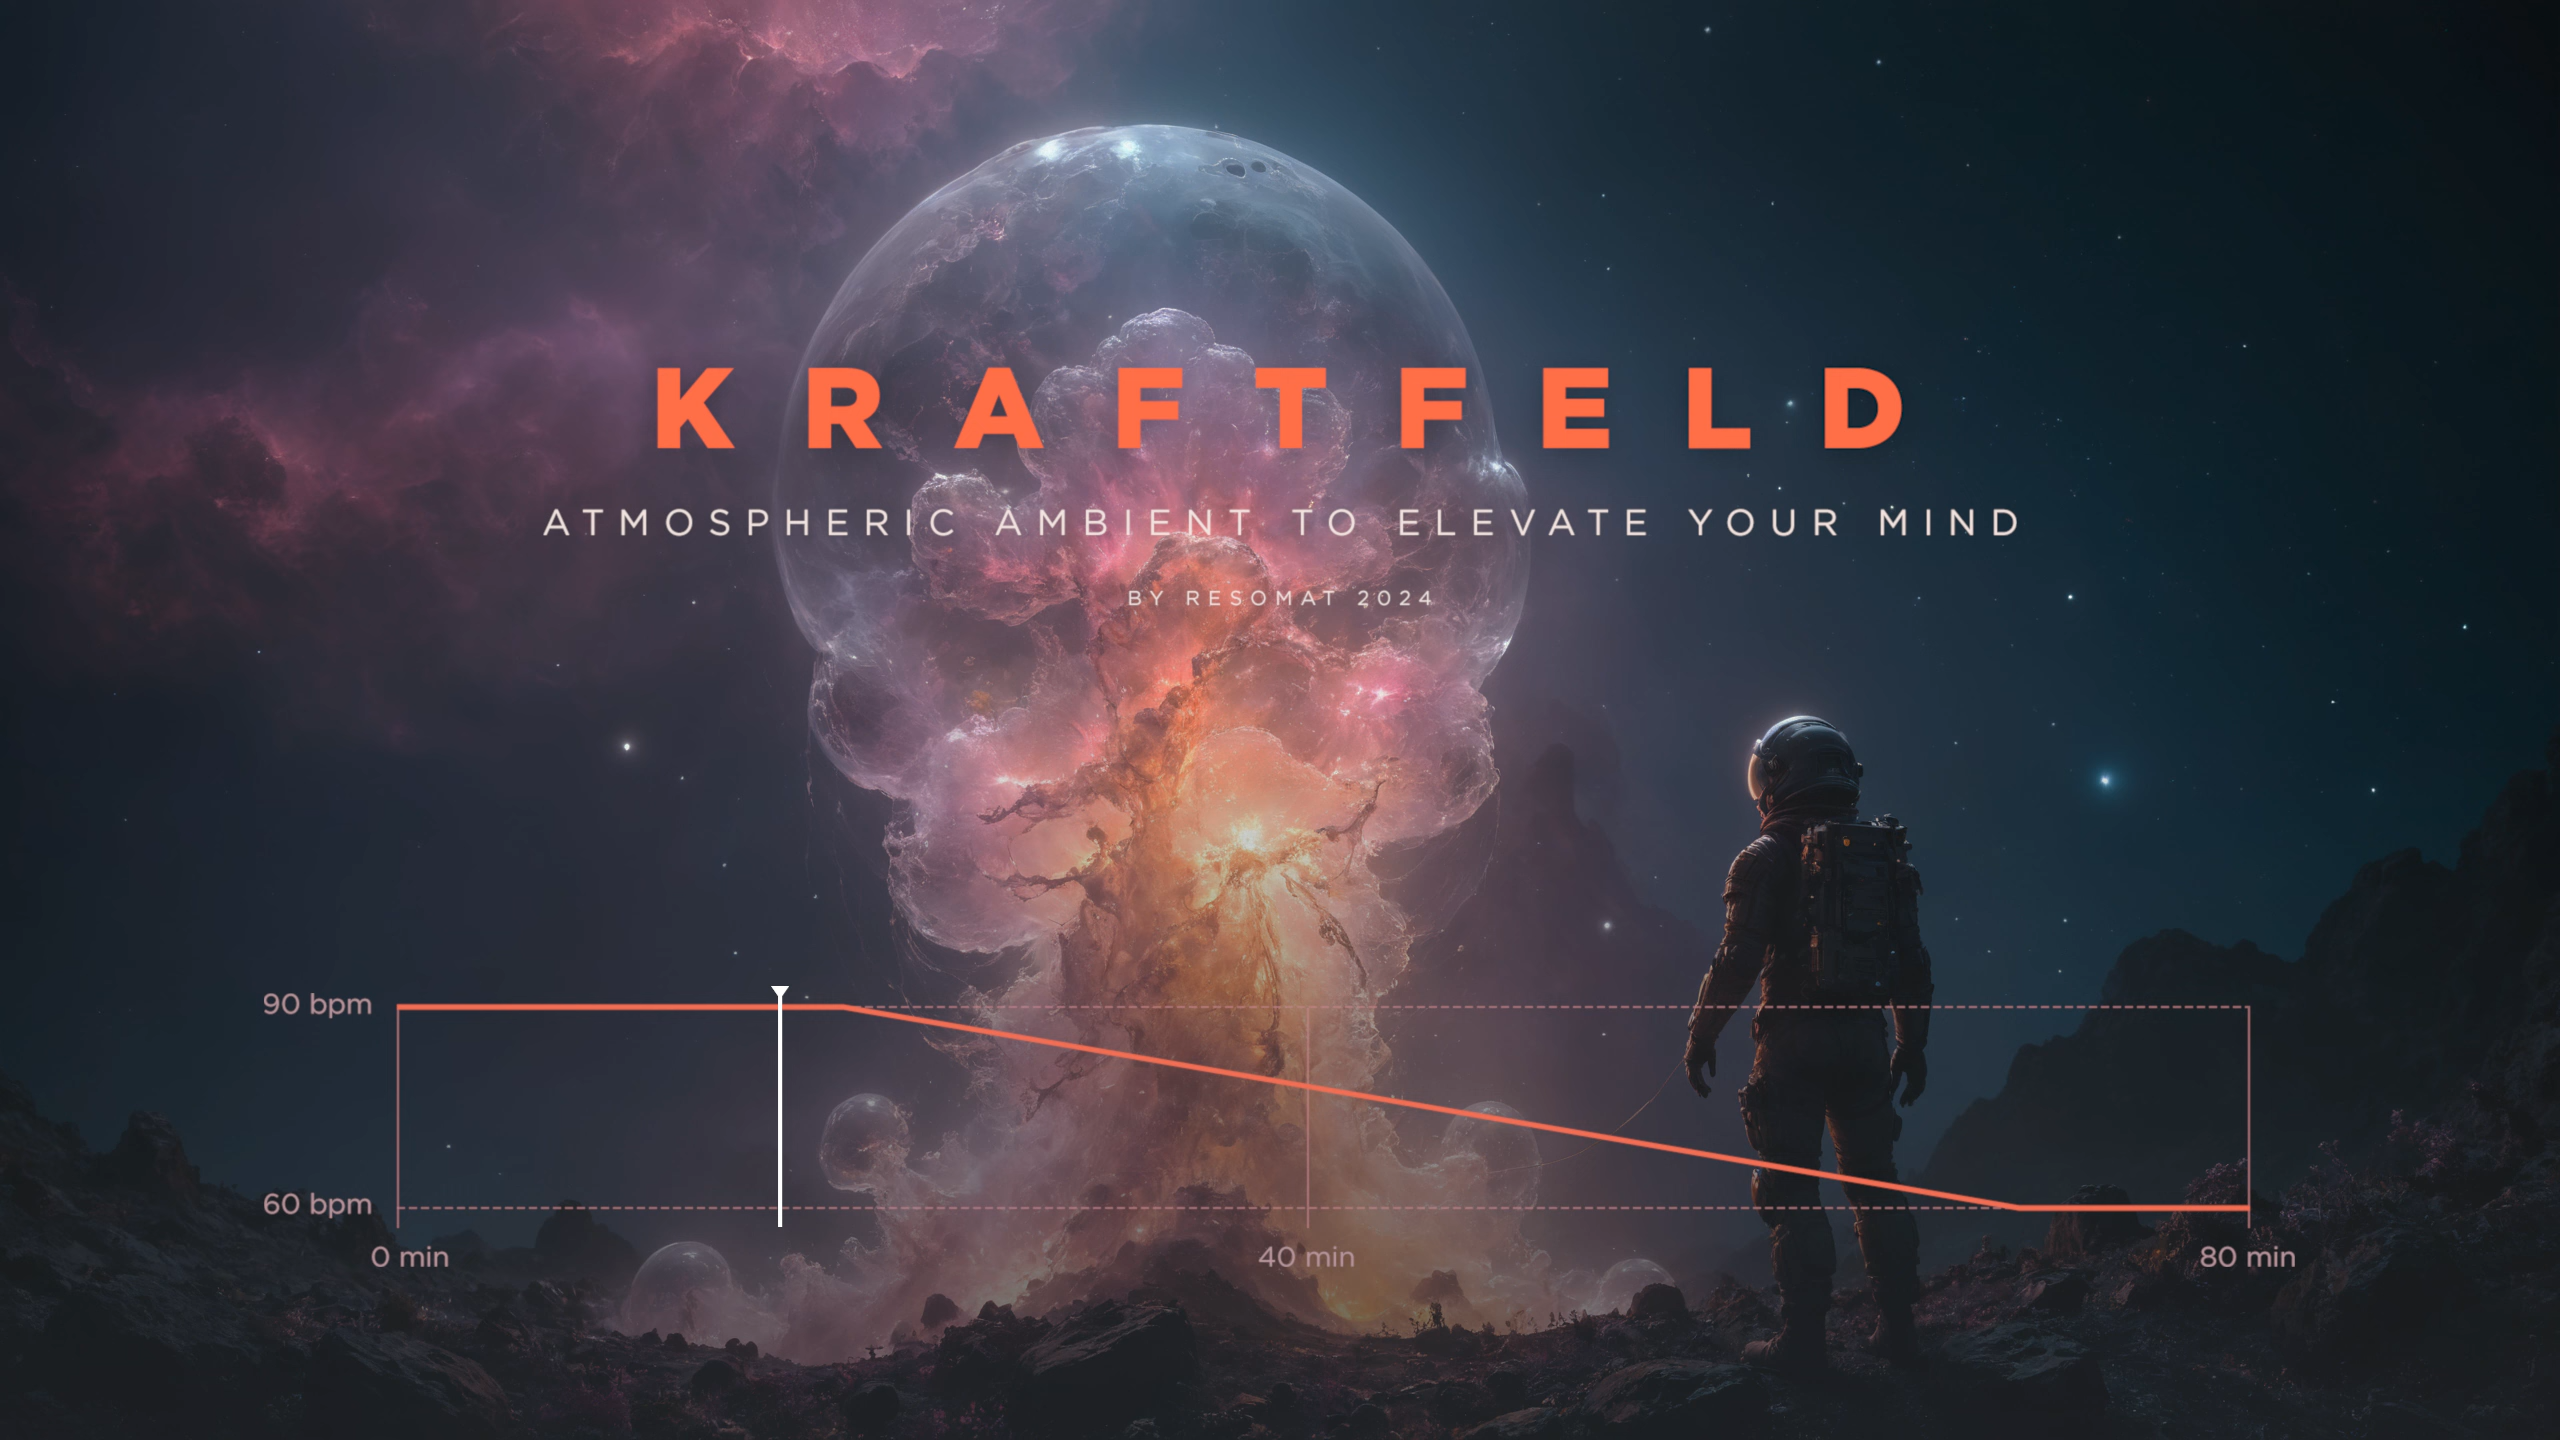 KRAFTFELD
ATMOSPHERIC AMBIENT TO ELEVATE YOUR MIND
BY RESOMAT 2024
90 bpm
60 bpm
0 min
40 min
80 min